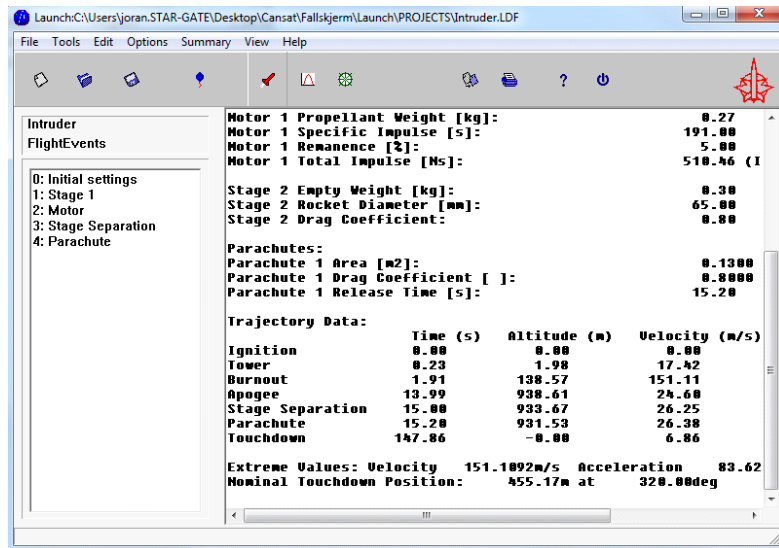 Launch:C:\Users\joran.STAR-GATE\Desktop\Cansat\Fallskjerm\Launch\PROJECTS\Intruder.LDF
File Tools Edit Options Summary View Help
Intruder
FlightEvents
0: Initial settings
1: Stage 1
2: Motor
3: Stage Separation
4: Parachute
Motor 1 Propellant Weight [kg]: 0.27
Motor 1 Specific Impulse [s]: 191.00
Motor 1 Remanence [%]: 5.00
Motor 1 Total Impulse [Ns]: 510.46 (I
Stage 2 Empty Weight [kg]: 0.30
Stage 2 Rocket Diameter [mm]: 65.00
Stage 2 Drag Coefficient: 0.80
Parachutes:
Parachute 1 Area [m2]: 0.1300
Parachute 1 Drag Coefficient [ ]: 0.8000
Parachute 1 Release Time [s]: 15.20
Trajectory Data:
Time (s) Altitude (m) Velocity (m/s)
Ignition 0.00 0.00 0.00
Tower 0.23 1.98 17.42
Burnout 1.91 138.57 151.11
Apogee 13.99 938.61 24.60
Stage Separation 15.00 933.67 26.25
Parachute 15.20 931.53 26.38
Touchdown 147.86 -0.00 6.86
Extreme Values: Velocity 151.1092m/s Acceleration 83.62
Nominal Touchdown Position: 455.17m at 320.00deg